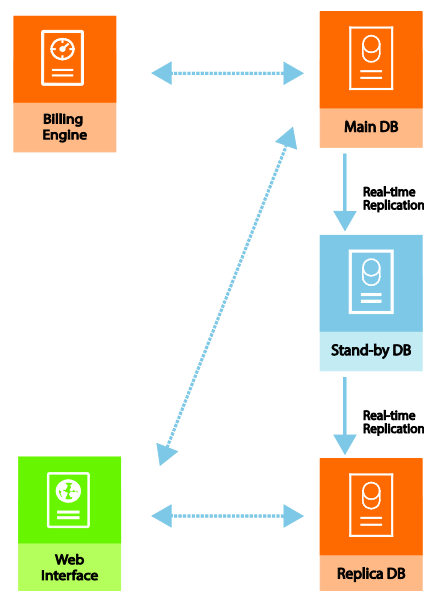 Billing
Engine
Main DB
Real-time
Replication
Stand-by DB
Real-time
Replication
Web
Interface
Replica DB